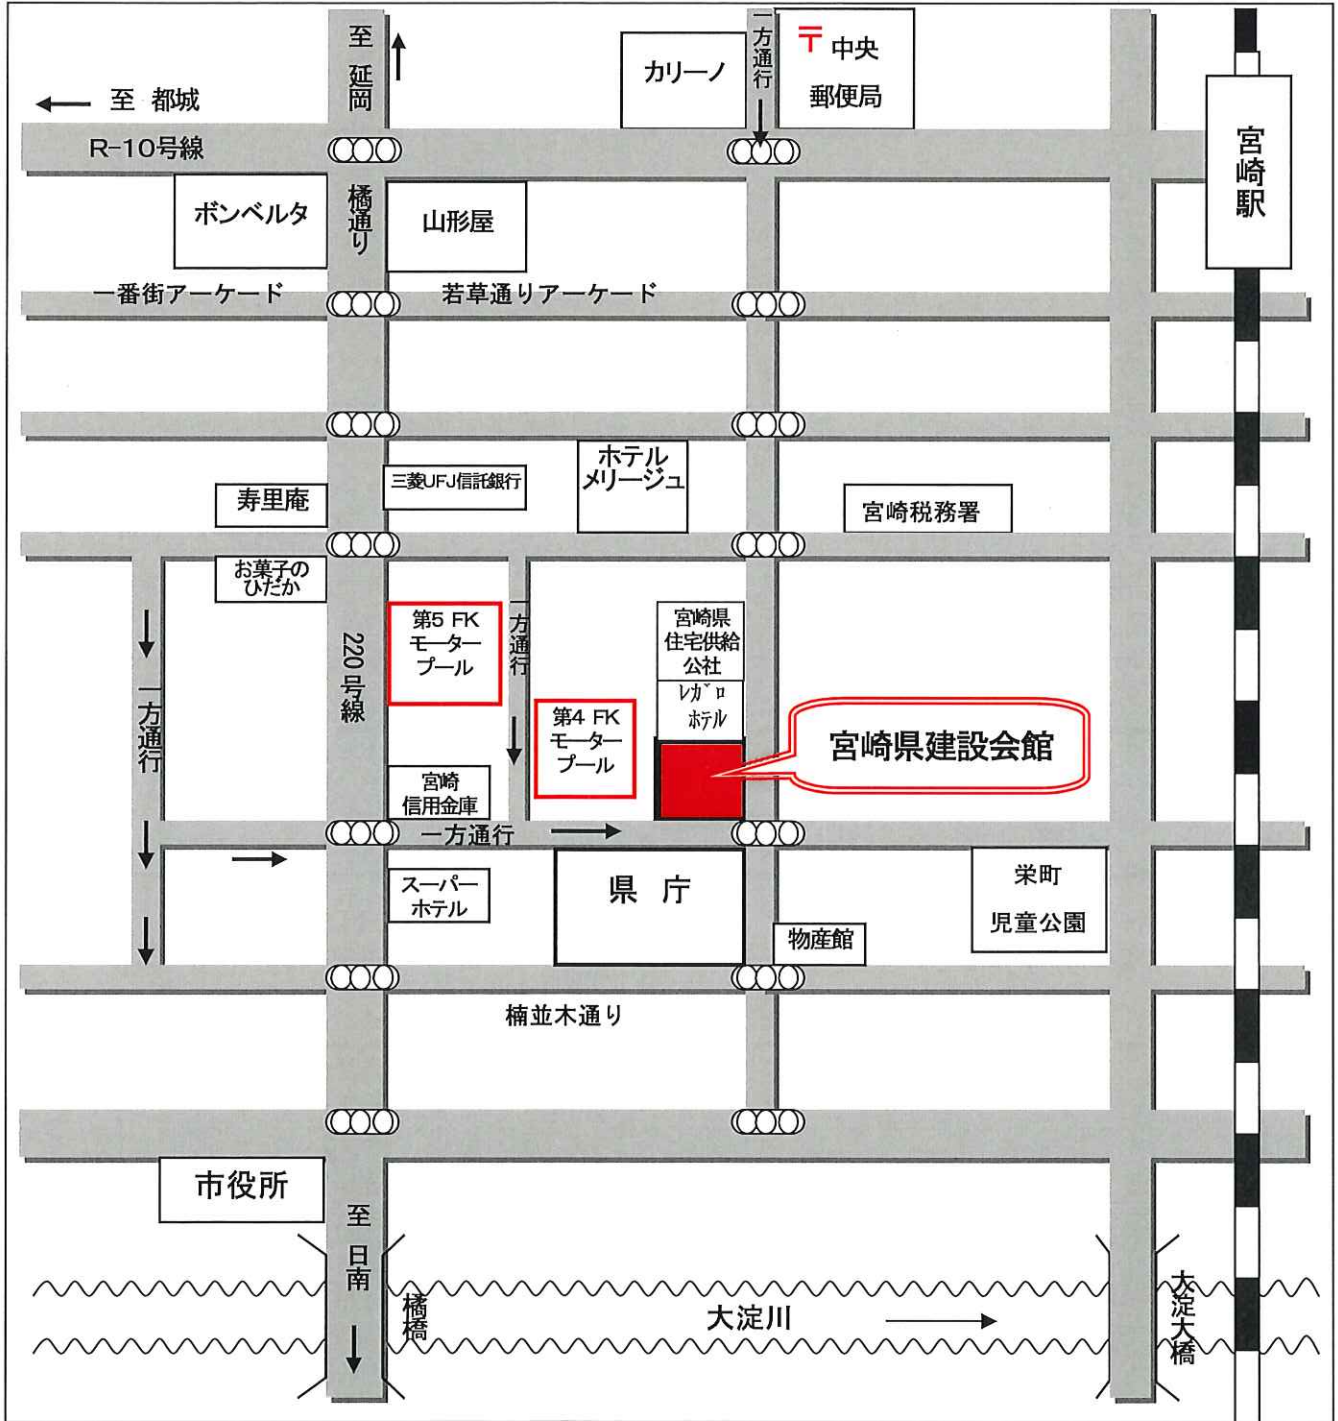 至 延岡
一方通行
〒 中央
郵便局
カリーノ
至 都城
R-10号線
宮崎駅
ボンベルタ
橘通り
山形屋
一番街アーケード
若草通りアーケード
ホテル
メリージュ
三菱UFJ信託銀行
寿里庵
宮崎税務署
お菓子の
ひだか
第5 FK
モーター
プール
一方通行
宮崎県
住宅供給
公社
220号線
レガロ
ホテル
一方通行
第4 FK
モーター
プール
宮崎県建設会館
宮崎
信用金庫
一方通行
スーパー
ホテル
県 庁
栄町
児童公園
物産館
楠並木通り
市役所
至 日南
橘橋
大淀川
大淀大橋